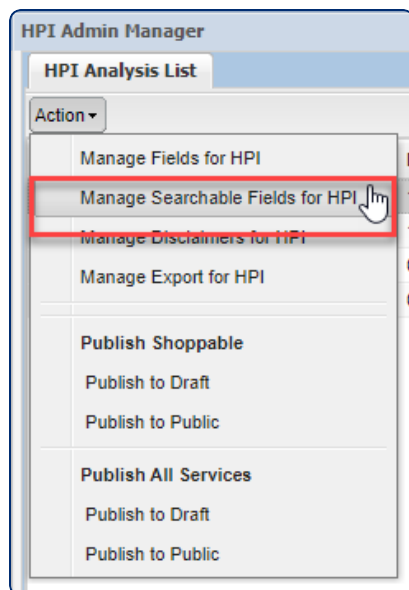 HPI Admin Manager
HPI Analysis List
Action
Manage Fields for HPI
Manage Searchable Fields for HPI
Manage Disclaimers for HPI
Manage Export for HPI
Publish Shoppable
Publish to Draft
Publish to Public
Publish All Services
Publish to Draft
Publish to Public